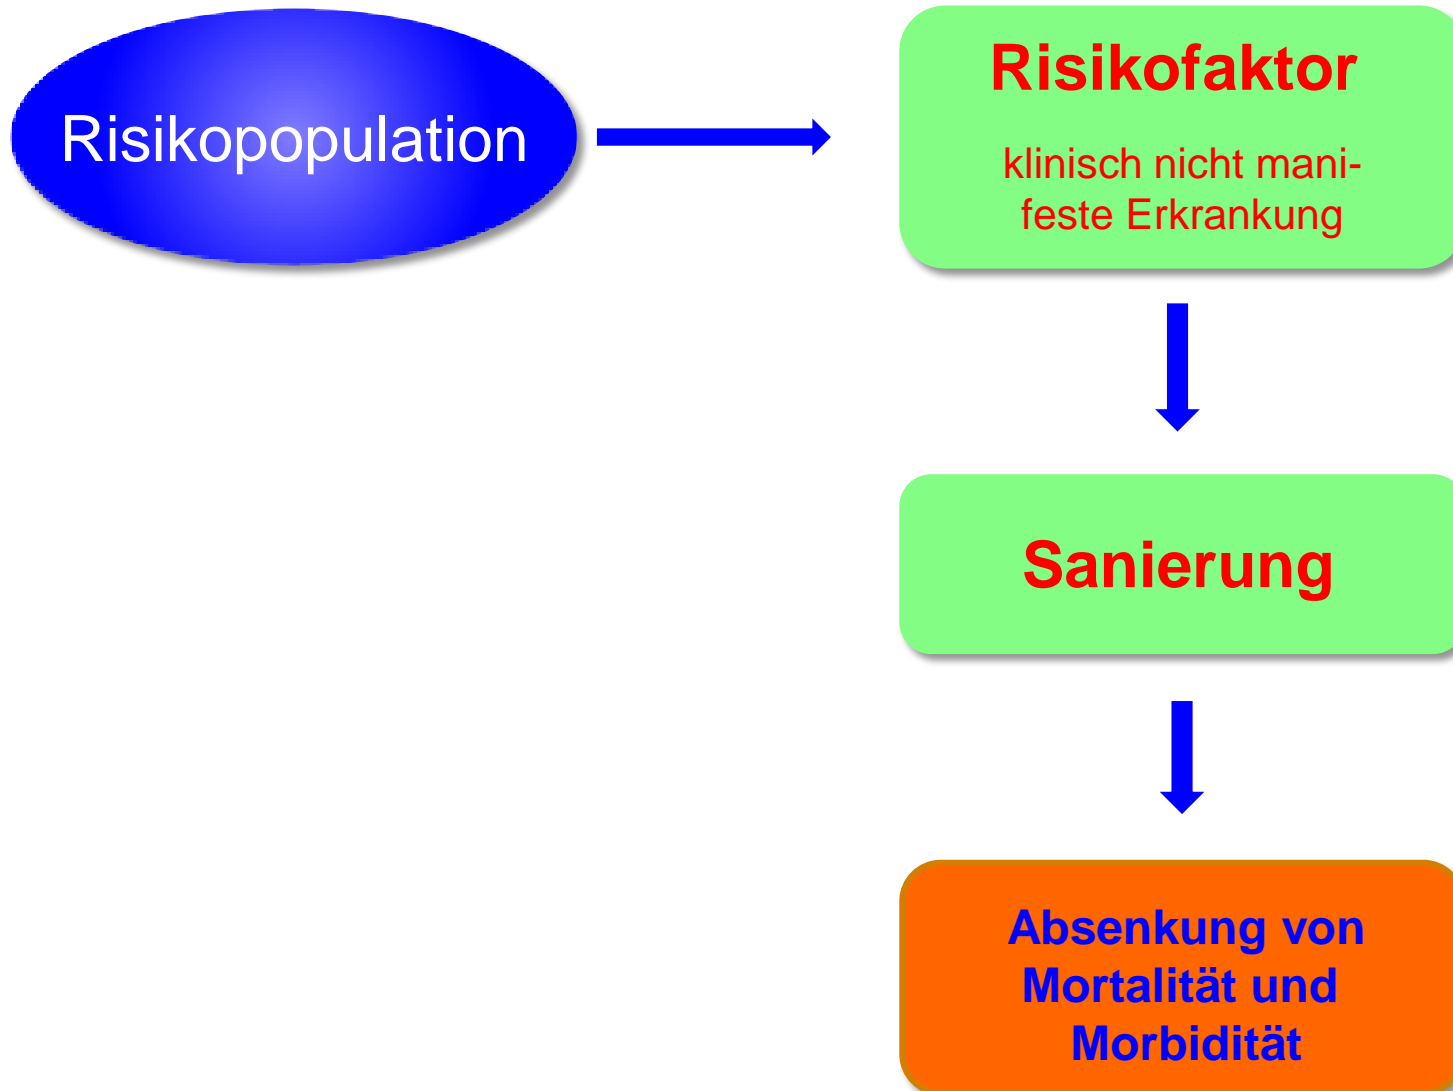 Risikopopulation
Risikofaktor
klinisch nicht mani-
feste Erkrankung
Sanierung
Absenkung von
Mortalität und
Morbidität